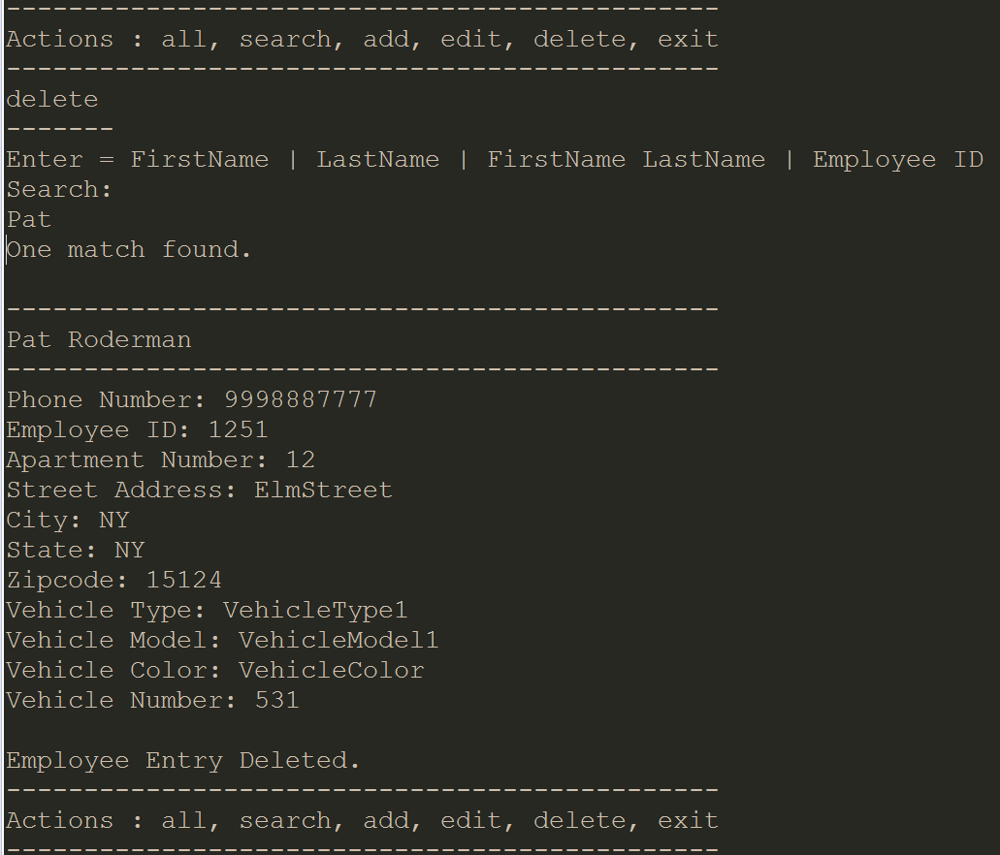 ----------------------------------------------
Actions : all, search, add, edit, delete, exit
----------------------------------------------
delete
-------
Enter = FirstName | LastName | FirstName LastName | Employee ID
Search:
Pat
One match found.
----------------------------------------------
Pat Roderman
----------------------------------------------
Phone Number: 9998887777
Employee ID: 1251
Apartment Number: 12
Street Address: ElmStreet
City: NY
State: NY
Zipcode: 15124
Vehicle Type: VehicleType1
Vehicle Model: VehicleModel1
Vehicle Color: VehicleColor
Vehicle Number: 531
Employee Entry Deleted.
----------------------------------------------
Actions : all, search, add, edit, delete, exit
----------------------------------------------